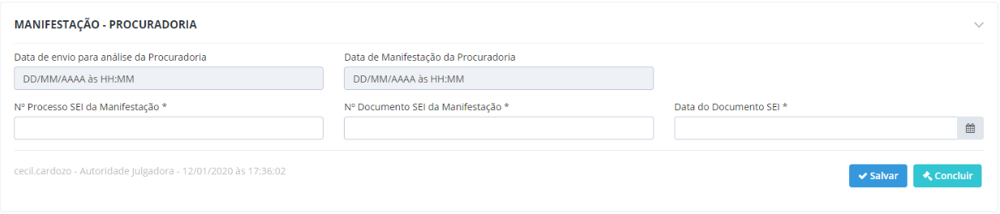 MANIFESTAÇÃO - PROCURADORIA
Data de envio para análise da Procuradoria
Data de Manifestação da Procuradoria
DD/MM/AAAA às HH:MM
DD/MM/AAAA às HH:MM
Nº Processo SEI da Manifestação *
Nº Documento SEI da Manifestação *
Data do Documento SEI *
cecil.cardozo - Autoridade Julgadora - 12/01/2020 às 17:36:02
Salvar
Concluir